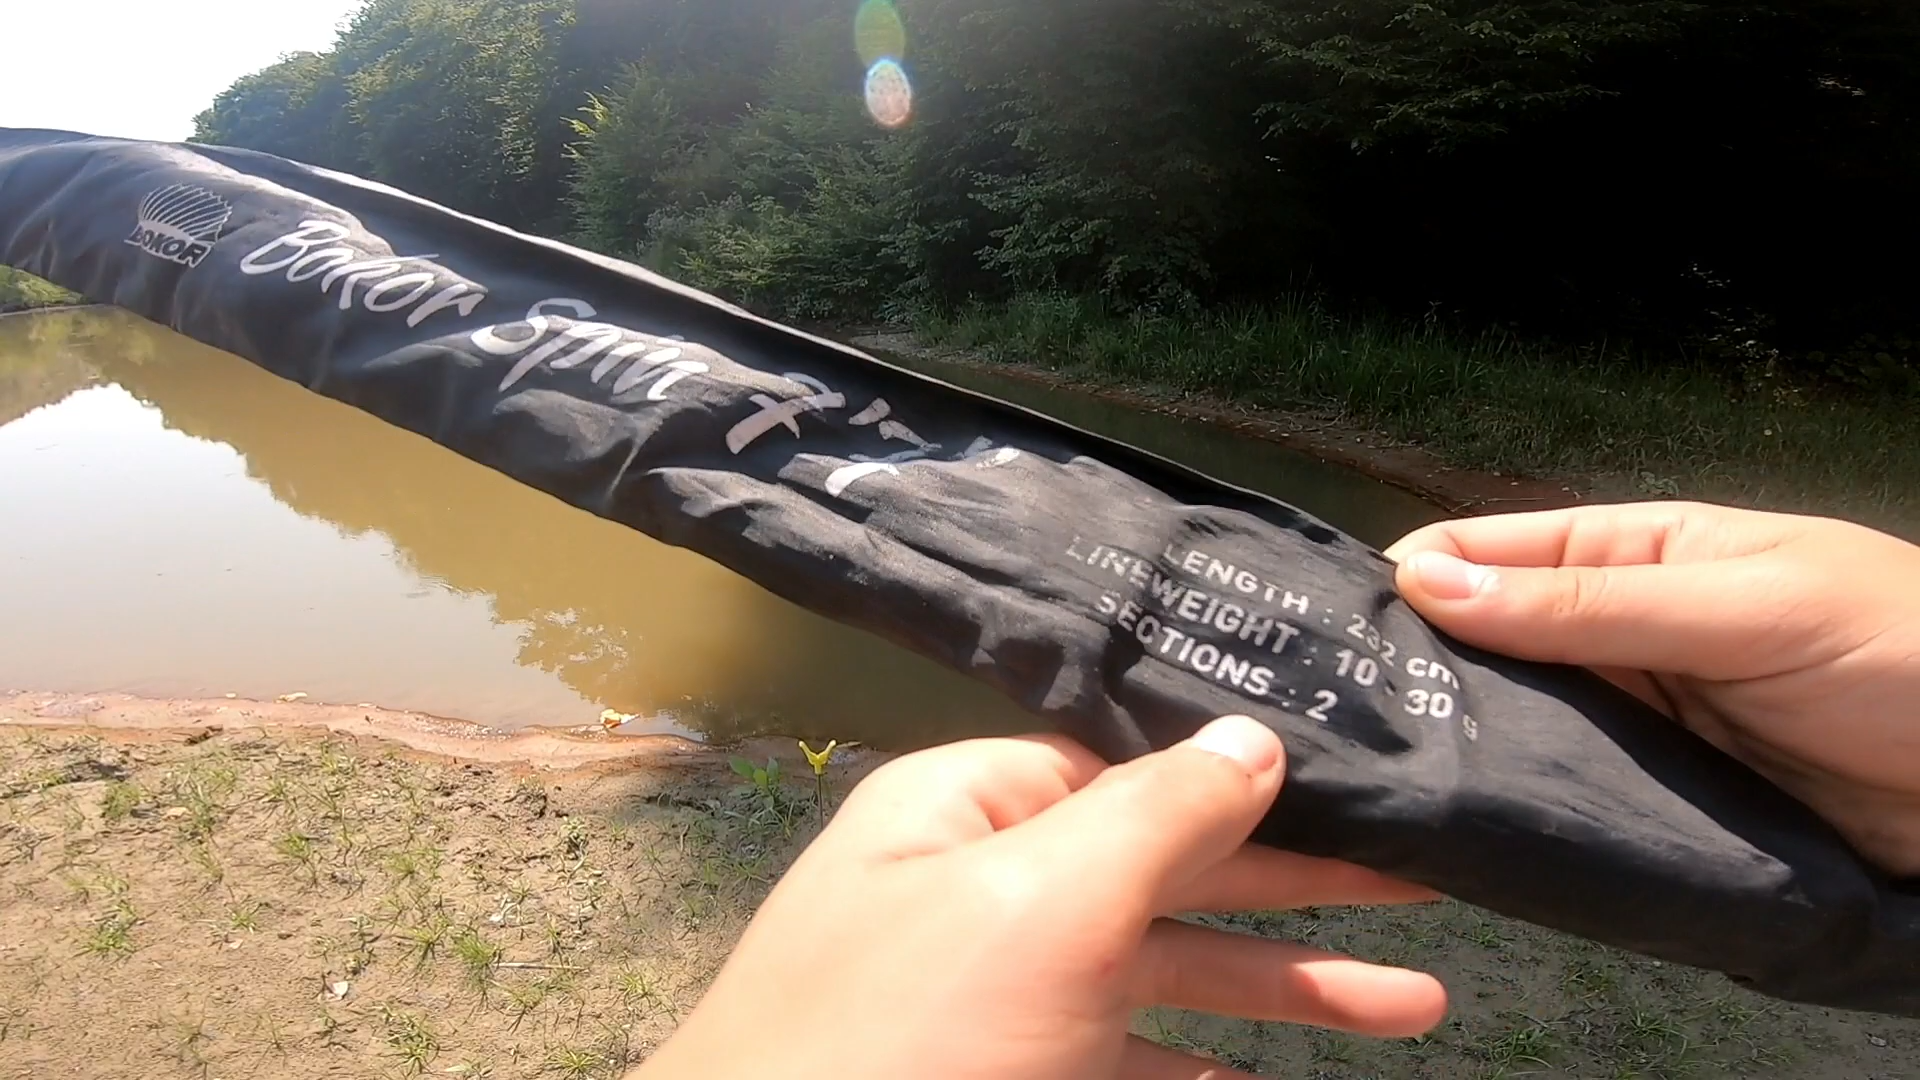 BOKOR
Bokor Spin
LENGTH : 232 cm
LINEWEIGHT : 10 - 30 g
SECTIONS : 2